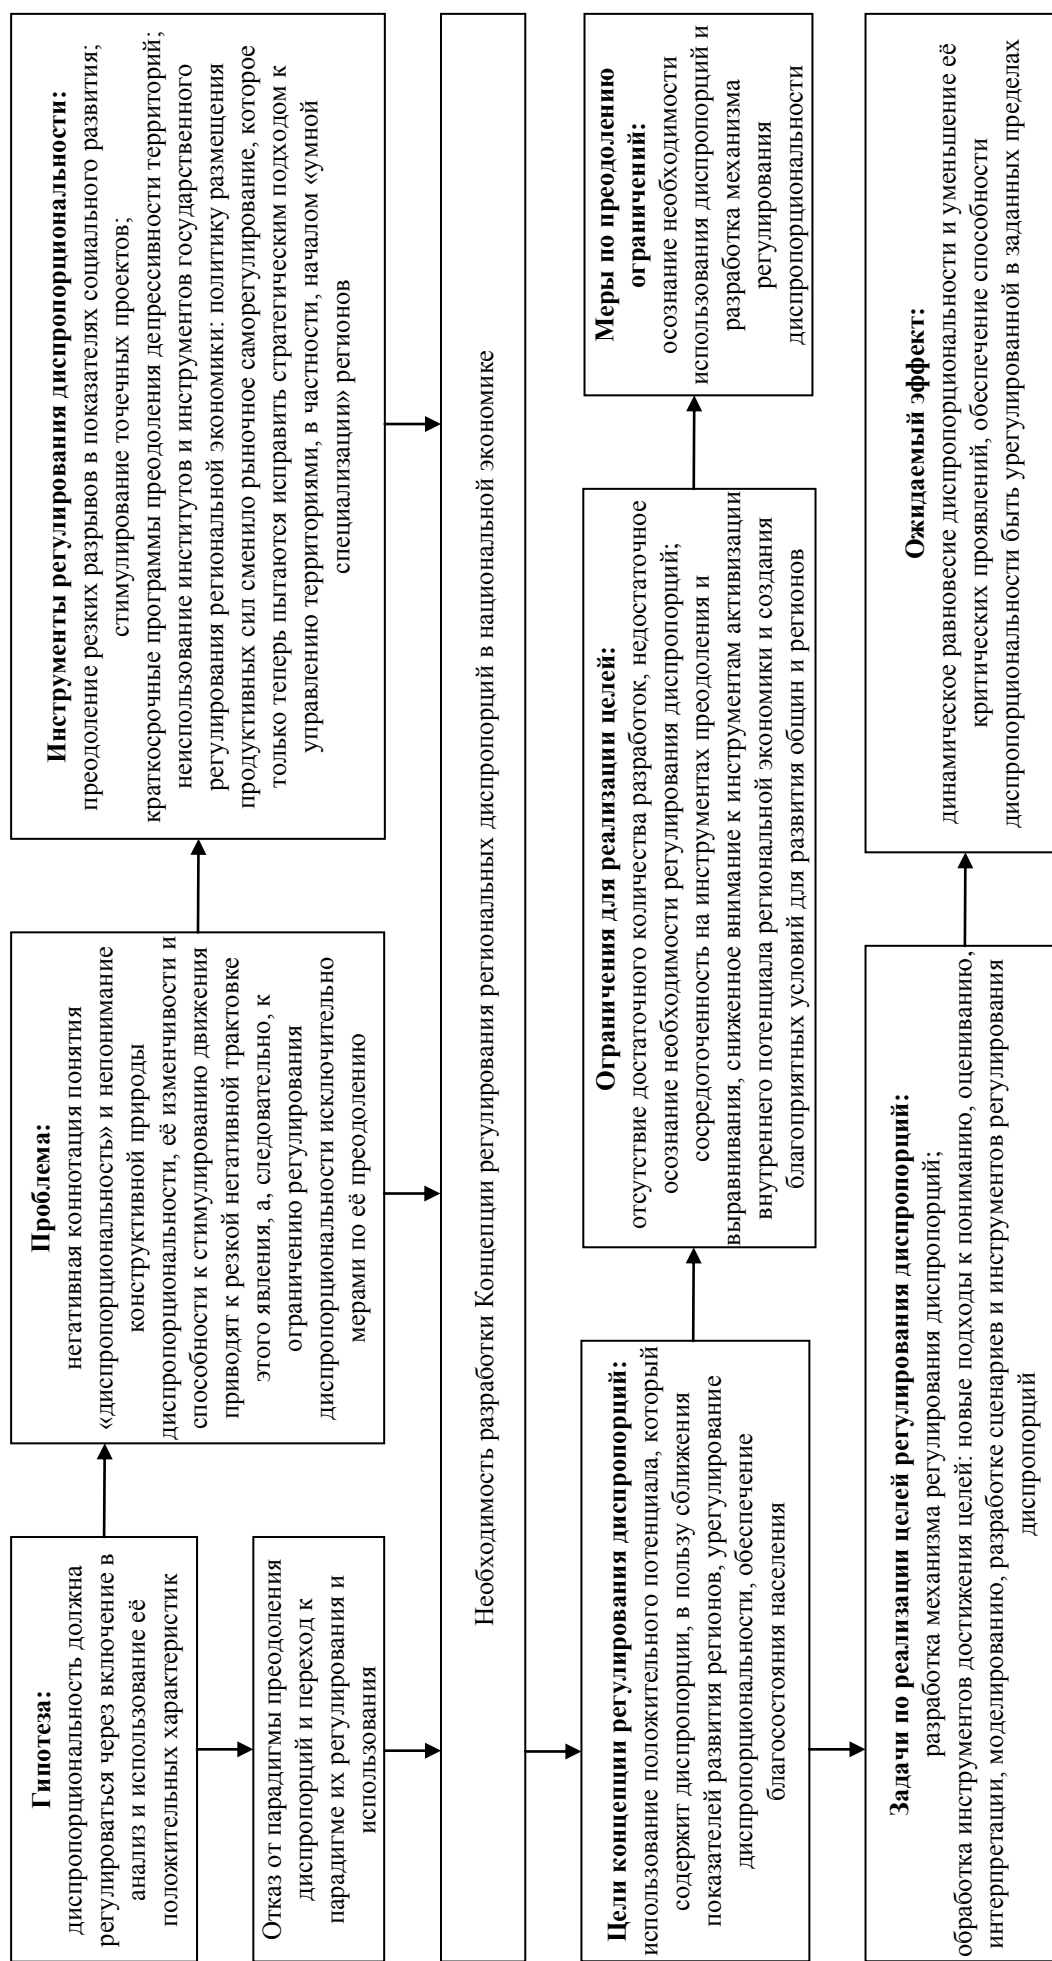 Гипотеза:
диспропорциональность должна
регулироваться через включение в
анализ и использование её
положительных характеристик
Проблема:
негативная коннотация понятия
«диспропорциональность» и непонимание
конструктивной природы
диспропорциональности, её изменчивости и
способности к стимулированию движения
приводят к резкой негативной трактовке
этого явления, а, следовательно, к
ограничению регулирования
диспропорциональности исключительно
мерами по её преодолению
Инструменты регулирования диспропорциональности:
преодоление резких разрывов в показателях социального развития;
стимулирование точечных проектов;
краткосрочные программы преодоления депрессивности территорий;
неиспользование институтов и инструментов государственного
регулирования региональной экономики: политику размещения
продуктивных сил сменило рыночное саморегулирование, которое
только теперь пытаются исправить стратегическим подходом к
управлению территориями, в частности, началом «умной
специализации» регионов
Отказ от парадигмы преодоления
диспропорций и переход к
парадигме их регулирования и
использования
Необходимость разработки Концепции регулирования региональных диспропорций в национальной экономике
Цели концепции регулирования диспропорций:
использование положительного потенциала, который
содержит диспропорции, в пользу сближения
показателей развития регионов, урегулирование
диспропорциональности, обеспечение
благосостояния населения
Ограничения для реализации целей:
отсутствие достаточного количества разработок, недостаточное
осознание необходимости регулирования диспропорций;
сосредоточенность на инструментах преодоления и
выравнивания, сниженное внимание к инструментам активизации
внутреннего потенциала региональной экономики и создания
благоприятных условий для развития общин и регионов
Меры по преодолению
ограничений:
осознание необходимости
использования диспропорций и
разработка механизма
регулирования
диспропорциональности
Задачи по реализации целей регулирования диспропорций:
разработка механизма регулирования диспропорций;
обработка инструментов достижения целей: новые подходы к пониманию, оцениванию,
интерпретации, моделированию, разработке сценариев и инструментов регулирования
диспропорций
Ожидаемый эффект:
динамическое равновесие диспропорциональности и уменьшение её
критических проявлений, обеспечение способности
диспропорциональности быть урегулированной в заданных пределах